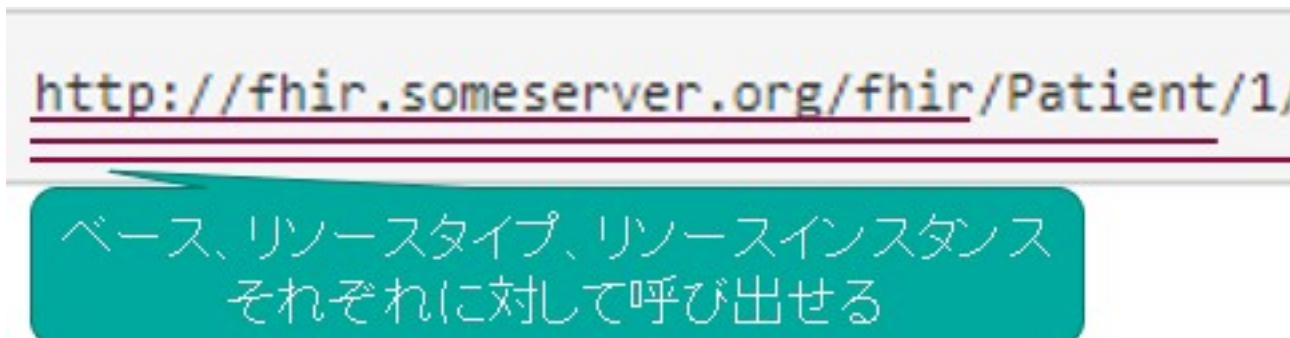 http://fhir.someserver.org/fhir/Patient/1/
ベース、リソースタイプ、リソースインスタンス
それぞれに対して呼び出せる